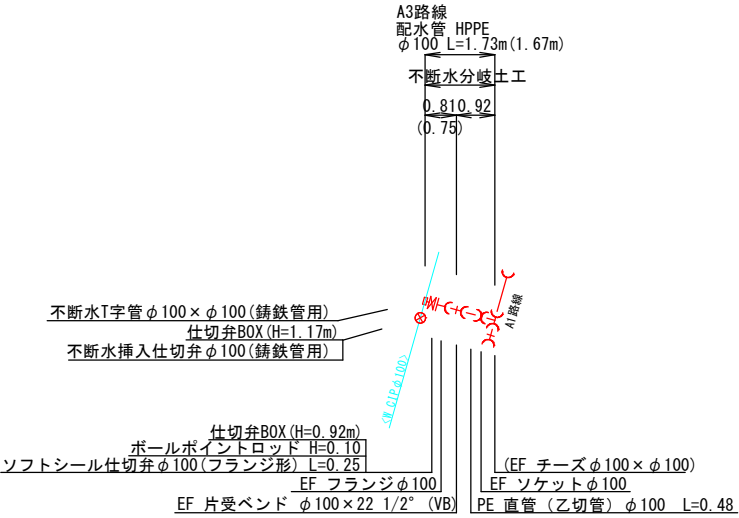 A3路線
配水管 HPPE
φ100 L=1.73m(1.67m)
不断水分岐土工
0.81
0.92
(0.75)
不断水T字管φ100×φ100(鋳鉄管用)
仕切弁BOX(H=1.17m)
不断水挿入仕切弁φ100(鋳鉄管用)
A1路線
<W CIPφ100>
仕切弁BOX(H=0.92m)
ボールポイントロッド H=0.10
ソフトシール仕切弁φ100(フランジ形) L=0.25
(EF チーズφ100×φ100)
EF フランジφ100
EF ソケットφ100
EF 片受ベンド φ100×22 1/2° (VB)
PE 直管 (乙切管) φ100 L=0.48